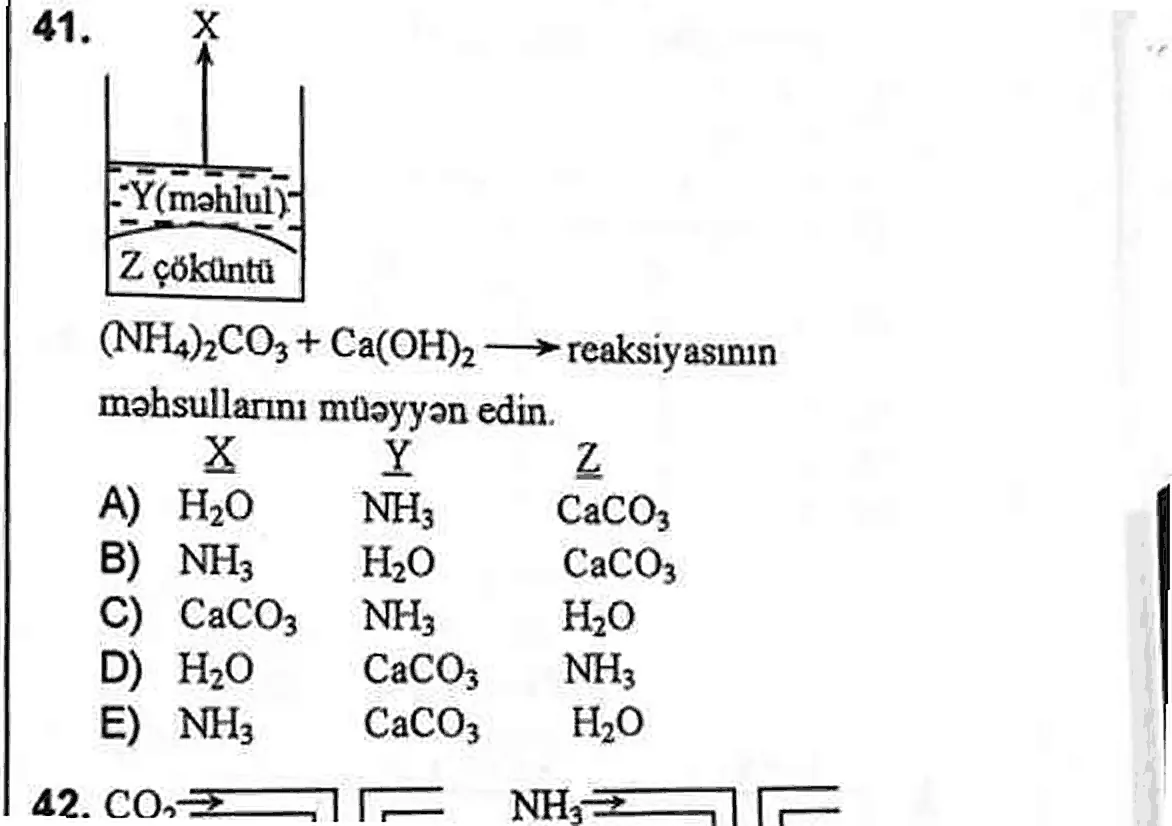 41.
X
Y(məhlul)
Z çöküntü
(NH₄)₂CO₃ + Ca(OH)₂ ⟶ reaksiyasının
məhsullarını müəyyən edin.
X Y Z
A) H₂O NH₃ CaCO₃
B) NH₃ H₂O CaCO₃
C) CaCO₃ NH₃ H₂O
D) H₂O CaCO₃ NH₃
E) NH₃ CaCO₃ H₂O
42. CO₂ NH₃